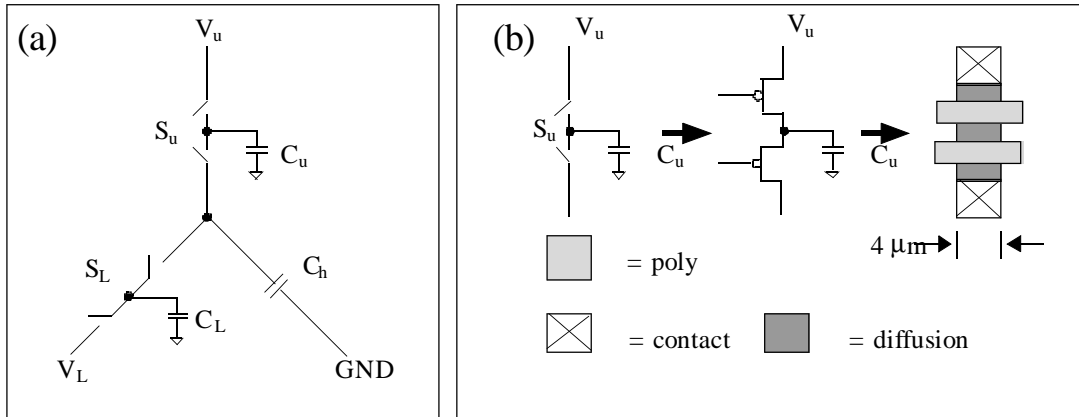 (a)
V_u
S_u
C_u
S_L
C_h
C_L
V_L
GND
(b)
V_u
V_u
S_u
C_u
C_u
4 μm
= poly
= contact
= diffusion